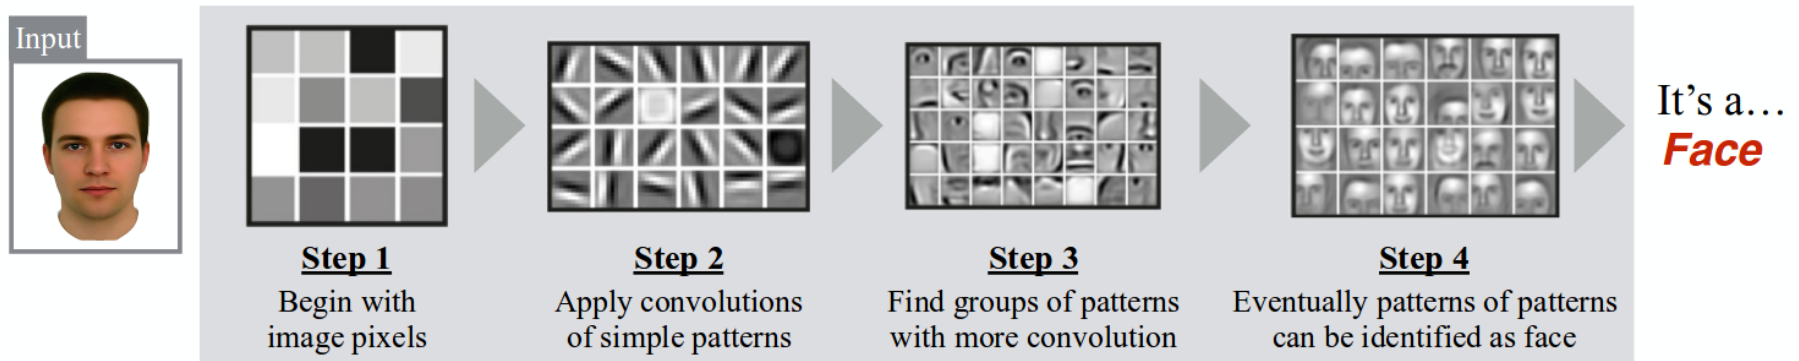 Input
Step 1
Begin with
image pixels
Step 2
Apply convolutions
of simple patterns
Step 3
Find groups of patterns
with more convolution
Step 4
Eventually patterns of patterns
can be identified as face
It's a…
Face